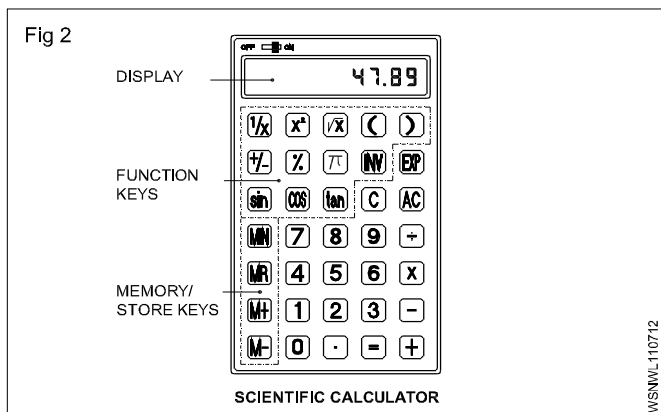 Fig 2
OFF ON
DISPLAY
47.89
1/x x² √x ( )
+/- % π INV EXP
FUNCTION
KEYS
sin COS tan C AC
MIN 7 8 9 ÷
MR 4 5 6 x
MEMORY/
STORE KEYS
M+ 1 2 3 −
M− 0 · = +
SCIENTIFIC CALCULATOR
WSNWL110712